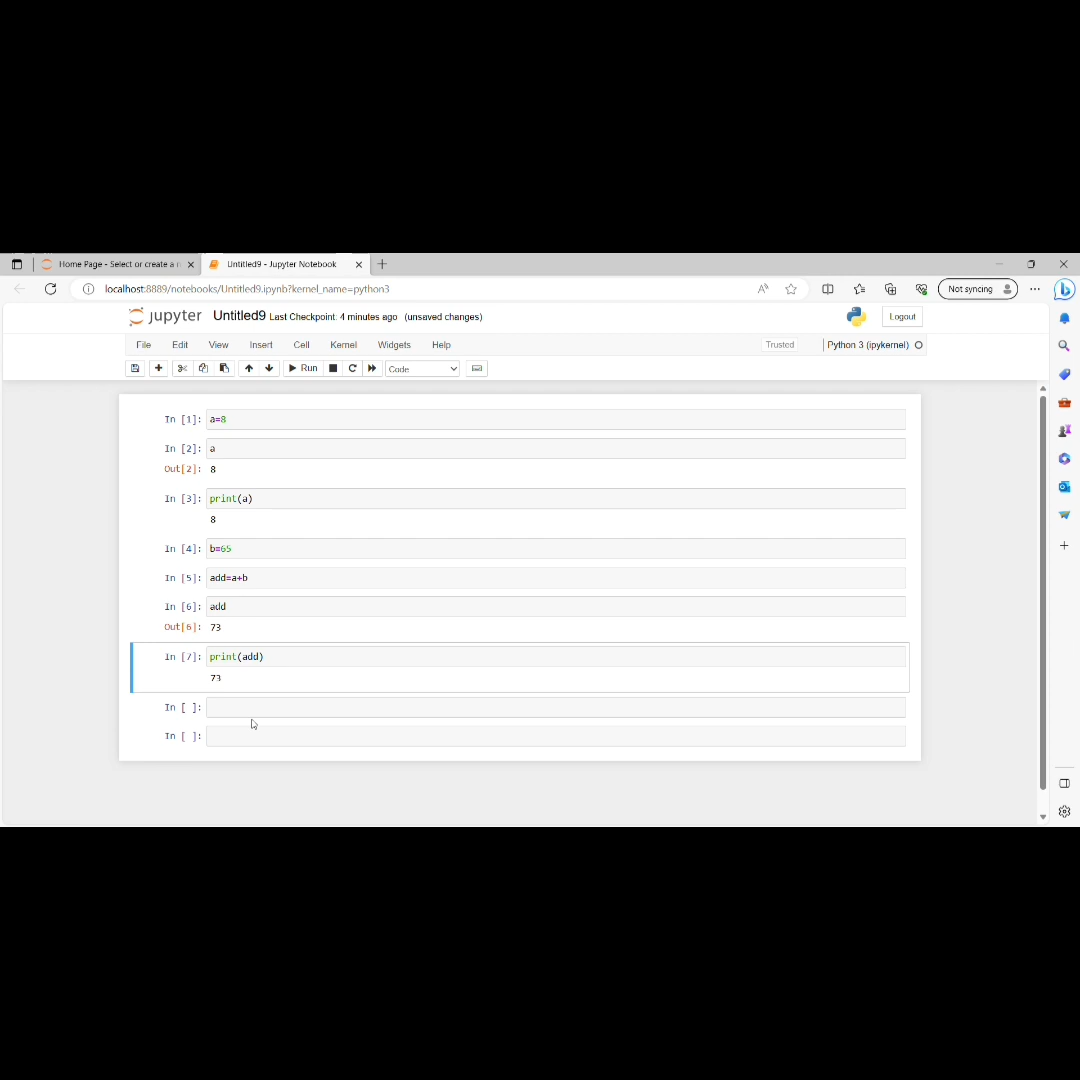 Home Page - Select or create a n
Untitled9 - Jupyter Notebook
localhost:8889/notebooks/Untitled9.ipynb?kernel_name=python3
Not syncing
jupyter Untitled9 Last Checkpoint: 4 minutes ago (unsaved changes)
Logout
File Edit View Insert Cell Kernel Widgets Help
Trusted
Python 3 (ipykernel)
Run
Code
In [1]: a=8
In [2]: a
Out[2]: 8
In [3]: print(a)
8
In [4]: b=65
In [5]: add=a+b
In [6]: add
Out[6]: 73
In [7]: print(add)
73
In [ ]:
In [ ]: